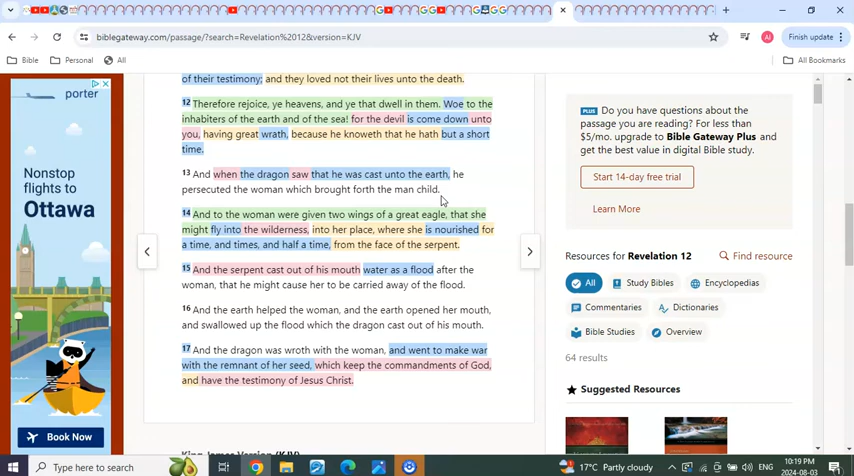 Finish update
biblegateway.com/passage/?search=Revelation%2012&version=KJV
AI
Bible
Personal
All
All Bookmarks
porter
Nonstop
flights to
Ottawa
Book Now
of their testimony; and they loved not their lives unto the death.
12 Therefore rejoice, ye heavens, and ye that dwell in them. Woe to the
inhabiters of the earth and of the sea! for the devil is come down unto
you, having great wrath, because he knoweth that he hath but a short
time.
13 And when the dragon saw that he was cast unto the earth, he
persecuted the woman which brought forth the man child.
14 And to the woman were given two wings of a great eagle, that she
might fly into the wilderness, into her place, where she is nourished for
a time, and times, and half a time, from the face of the serpent.
15 And the serpent cast out of his mouth water as a flood after the
woman, that he might cause her to be carried away of the flood.
16 And the earth helped the woman, and the earth opened her mouth,
and swallowed up the flood which the dragon cast out of his mouth.
17 And the dragon was wroth with the woman, and went to make war
with the remnant of her seed, which keep the commandments of God,
and have the testimony of Jesus Christ.
King James Version (KJV)
PLUS Do you have questions about the
passage you are reading? For less than
$5/mo. upgrade to Bible Gateway Plus and
get the best value in digital Bible study.
Start 14-day free trial
Learn More
Resources for Revelation 12
Find resource
All
Study Bibles
Encyclopedias
Commentaries
Dictionaries
Bible Studies
Overview
64 results
Suggested Resources
Type here to search
17°C Partly cloudy
ENG
10:19 PM
2024-08-03